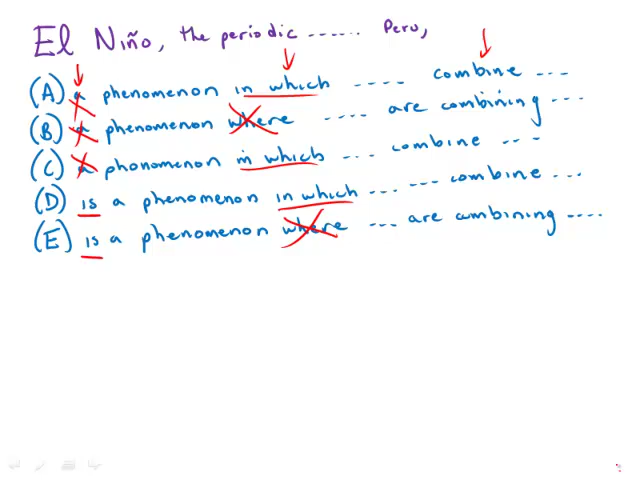 El Niño, the periodic ...... Peru,
(A) a phenomenon in which .... combine ...
(B) a phenomenon where .... are combining ...
(C) a phonomenon in which ... combine ...
(D) is a phenomenon in which ... ... combine ...
(E) is a phenomenon where ... are combining ....